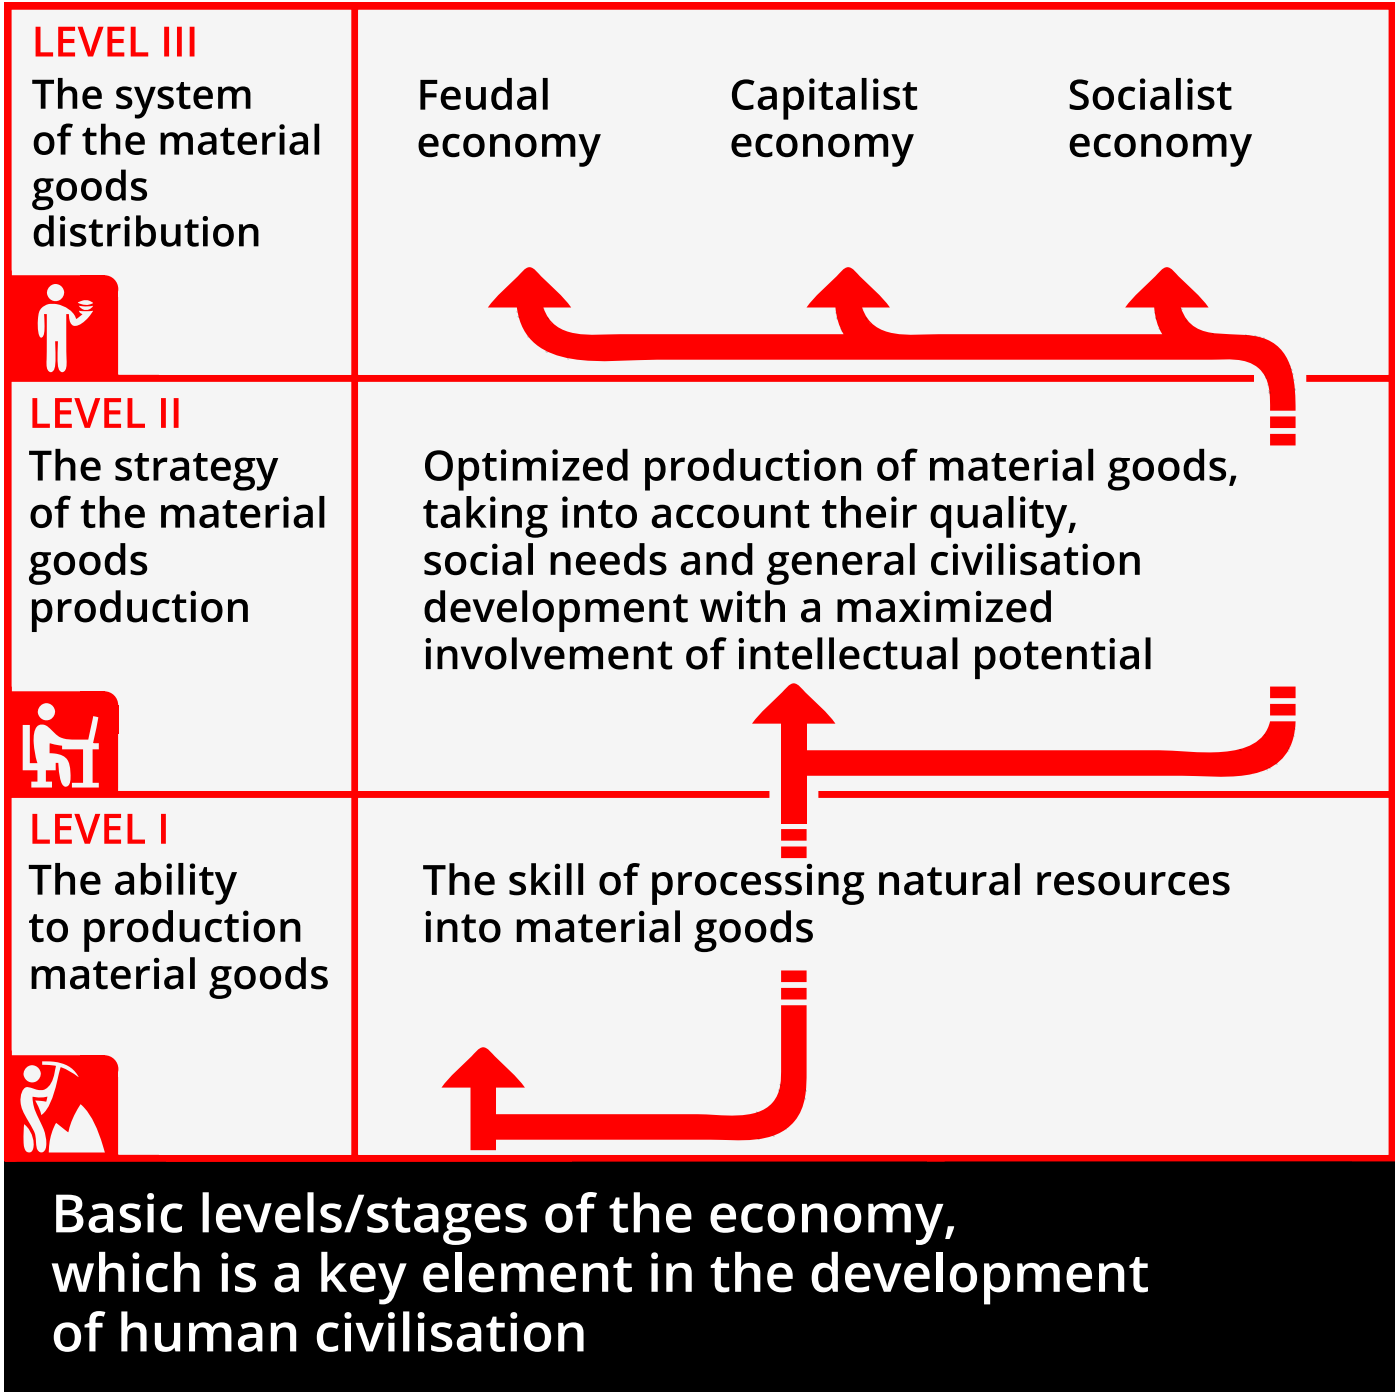 LEVEL III
The system
of the material
goods
distribution
Feudal
economy
Capitalist
economy
Socialist
economy
LEVEL II
The strategy
of the material
goods
production
Optimized production of material goods,
taking into account their quality,
social needs and general civilisation
development with a maximized
involvement of intellectual potential
LEVEL I
The ability
to production
material goods
The skill of processing natural resources
into material goods
Basic levels/stages of the economy,
which is a key element in the development
of human civilisation